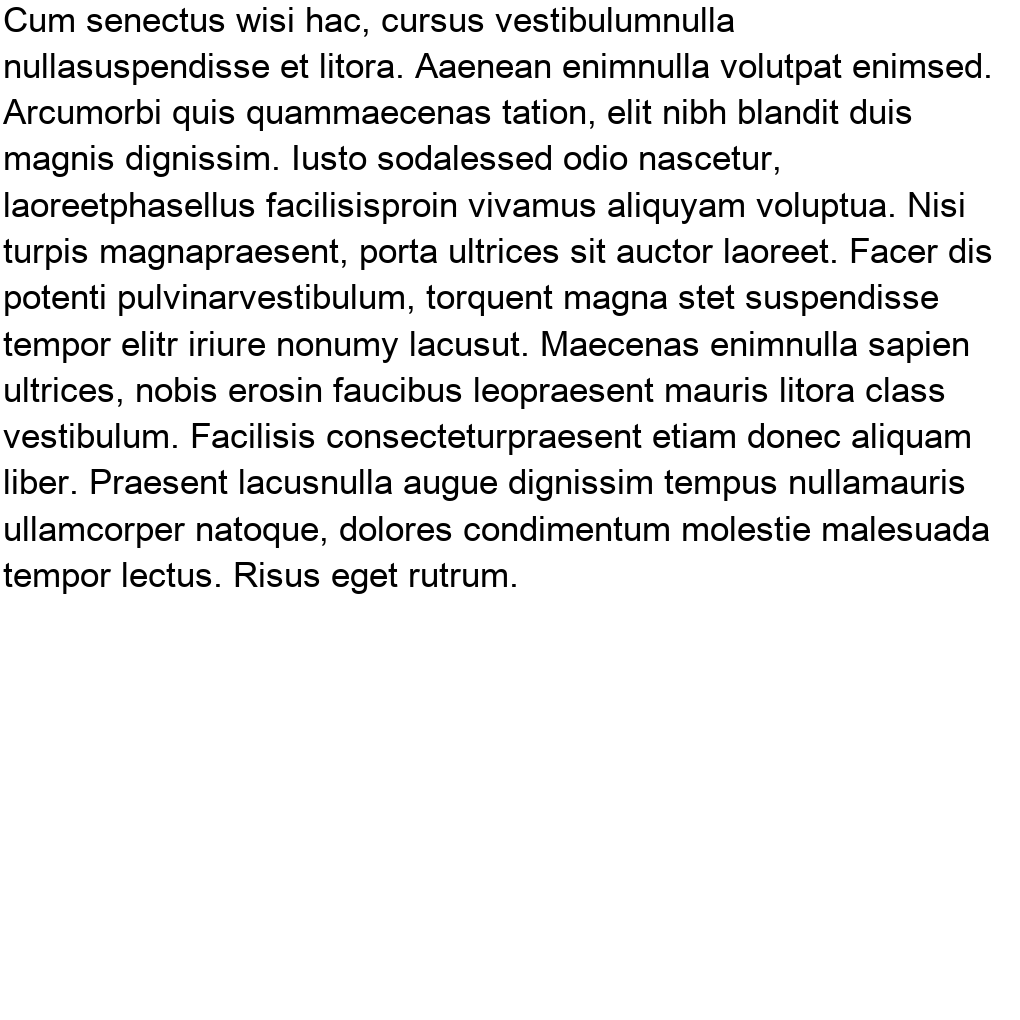 Cum senectus wisi hac, cursus vestibulumnulla
nullasuspendisse et litora. Aaenean enimnulla volutpat enimsed.
Arcumorbi quis quammaecenas tation, elit nibh blandit duis
magnis dignissim. Iusto sodalessed odio nascetur,
laoreetphasellus facilisisproin vivamus aliquyam voluptua. Nisi
turpis magnapraesent, porta ultrices sit auctor laoreet. Facer dis
potenti pulvinarvestibulum, torquent magna stet suspendisse
tempor elitr iriure nonumy lacusut. Maecenas enimnulla sapien
ultrices, nobis erosin faucibus leopraesent mauris litora class
vestibulum. Facilisis consecteturpraesent etiam donec aliquam
liber. Praesent lacusnulla augue dignissim tempus nullamauris
ullamcorper natoque, dolores condimentum molestie malesuada
tempor lectus. Risus eget rutrum.